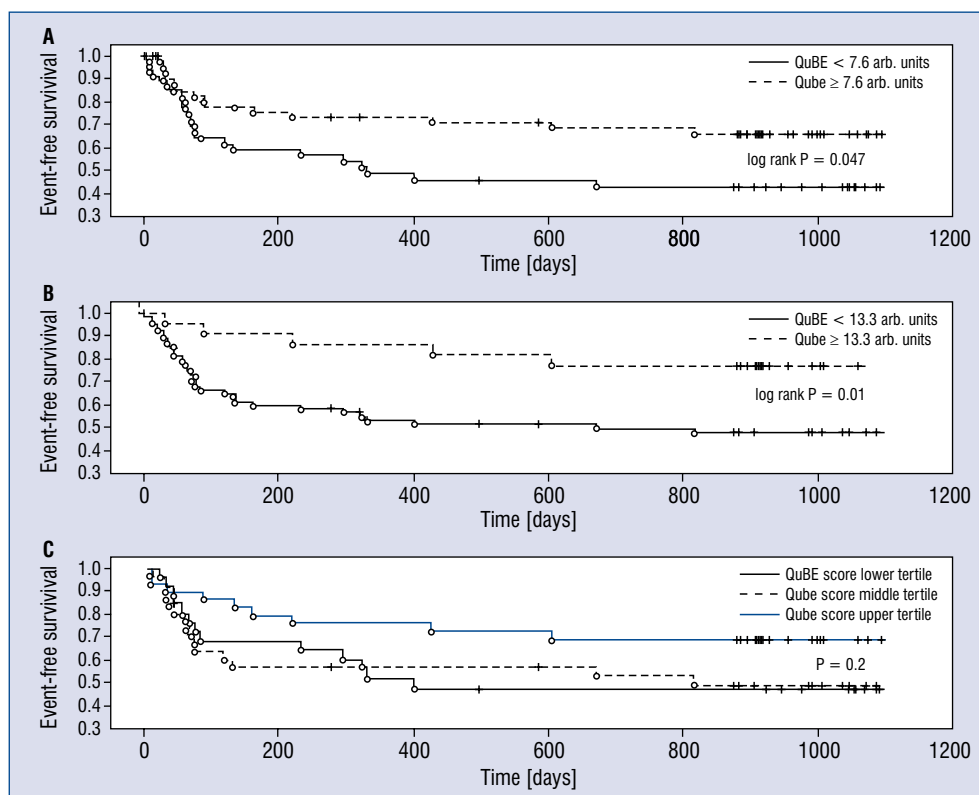 A
Event-free survivival
1.0
0.9
0.8
0.7
0.6
0.5
0.4
0.3
QuBE < 7.6 arb. units
Qube ≥ 7.6 arb. units
log rank P = 0.047
0 200 400 600 800 1000 1200
Time [days]
B
Event-free survivival
1.0
0.9
0.8
0.7
0.6
0.5
0.4
0.3
QuBE < 13.3 arb. units
Qube ≥ 13.3 arb. units
log rank P = 0.01
0 200 400 600 800 1000 1200
Time [days]
C
Event-free survivival
1.0
0.9
0.8
0.7
0.6
0.5
0.4
0.3
QuBE score lower tertile
Qube score middle tertile
Qube score upper tertile
P = 0.2
0 200 400 600 800 1000 1200
Time [days]